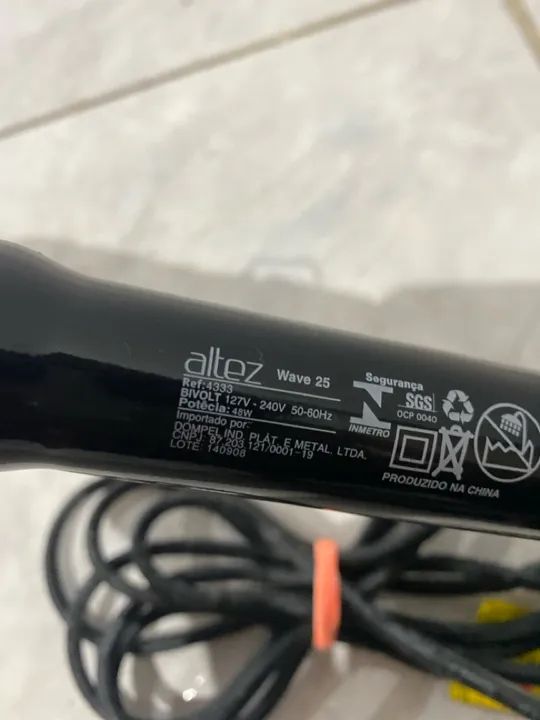 altez Wave 25
Ref:4333
BIVOLT 127V - 240V 50-60Hz
Potêcia: 48W
Importado por:
DOMPEL IND. PLÁT. E METAL. LTDA.
CNPJ: 87.203.121/0001-19
LOTE: 140908
Segurança
SGS
OCP 0040
INMETRO
PRODUZIDO NA CHINA